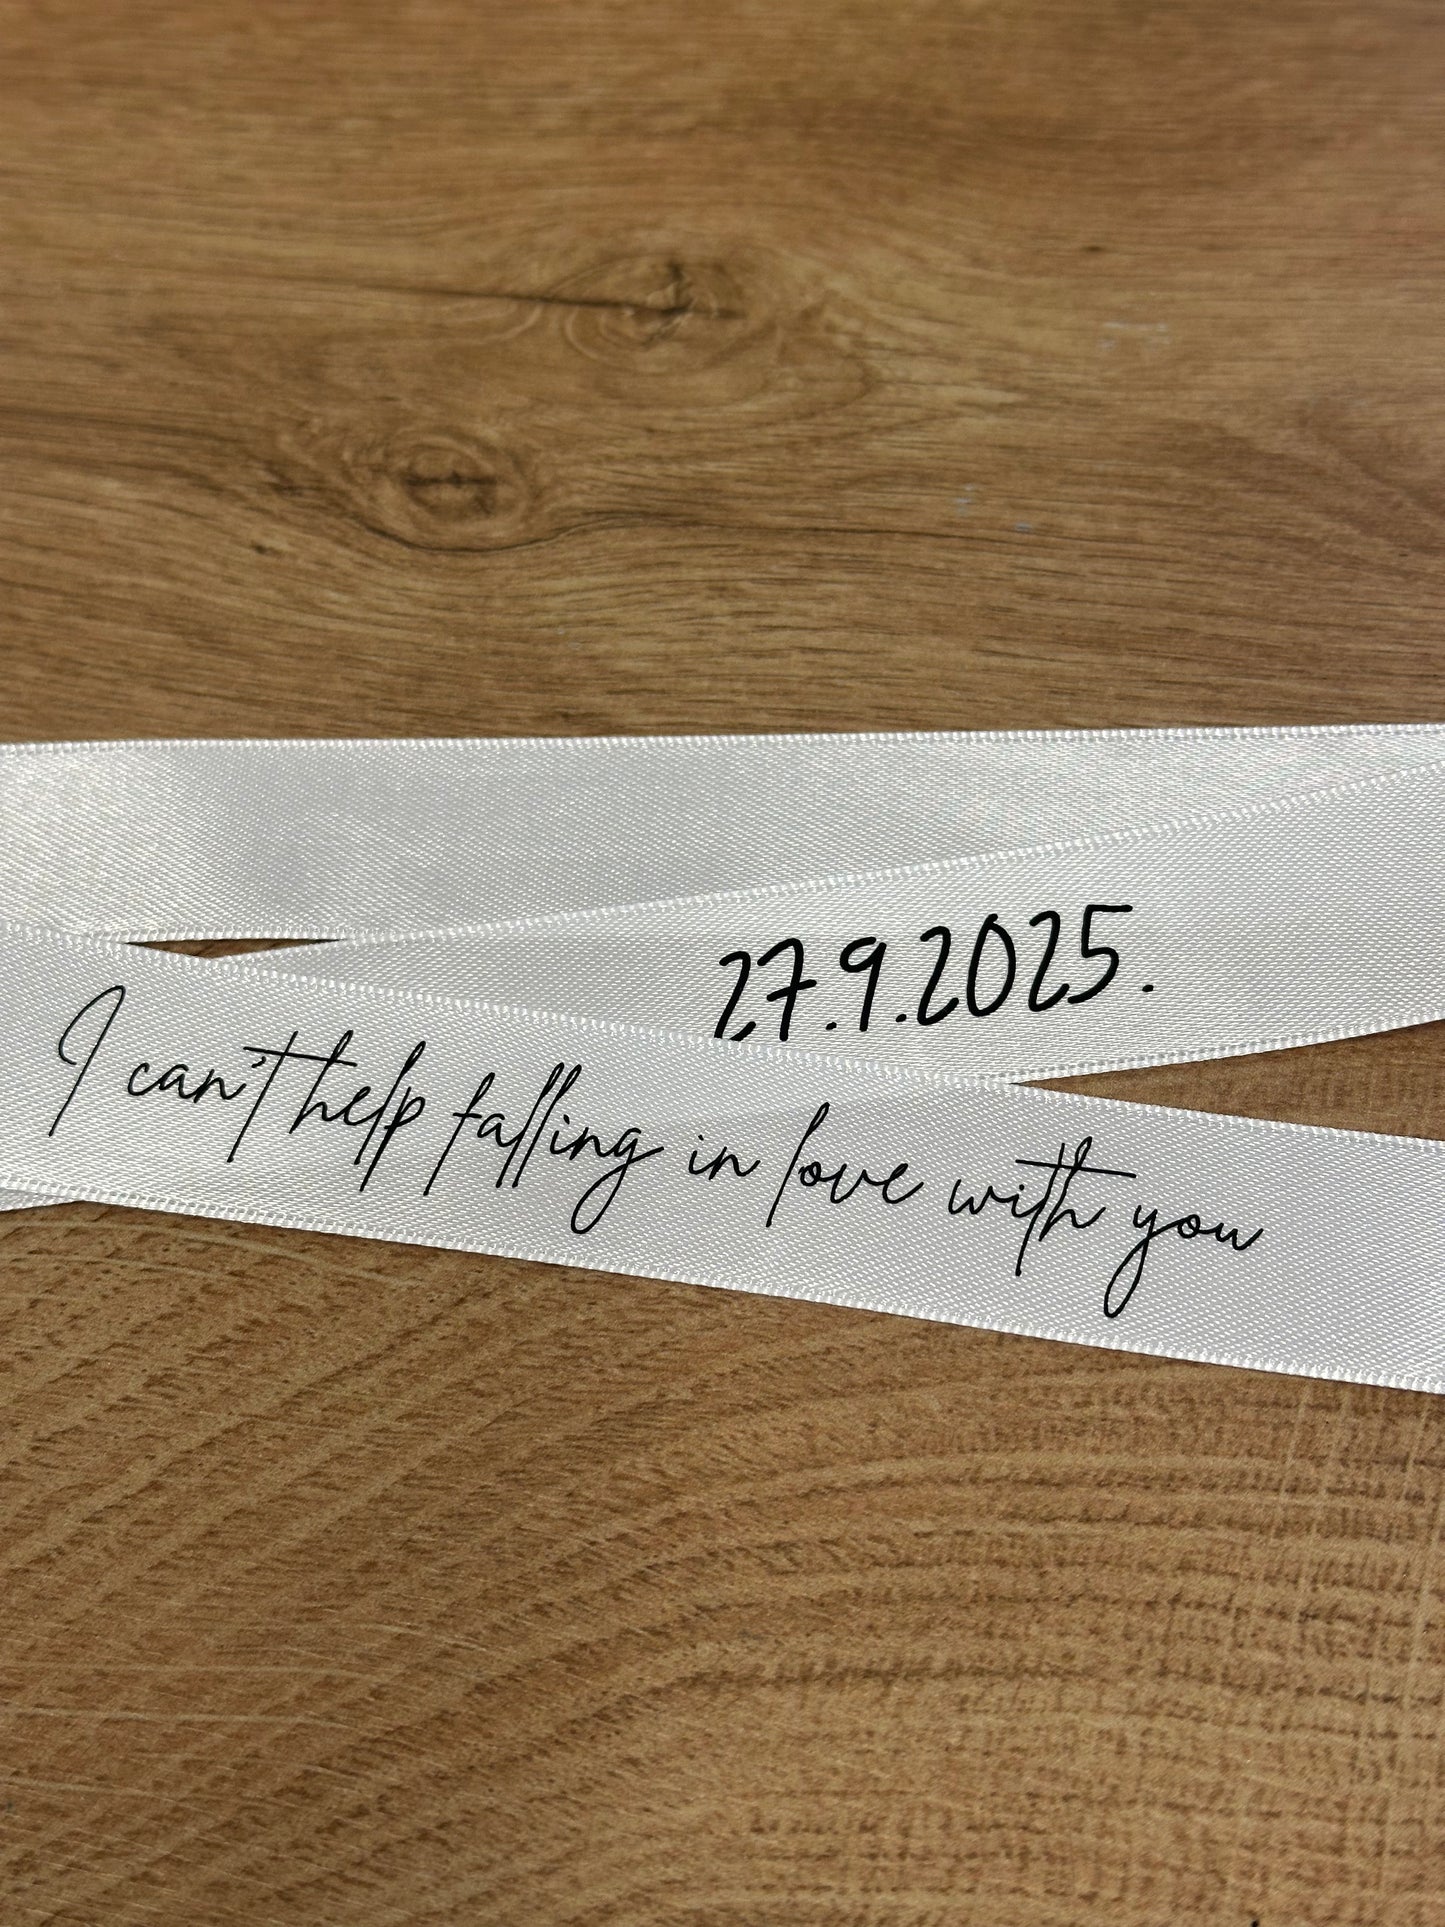 27.9.2025.
I can't help falling in love with you